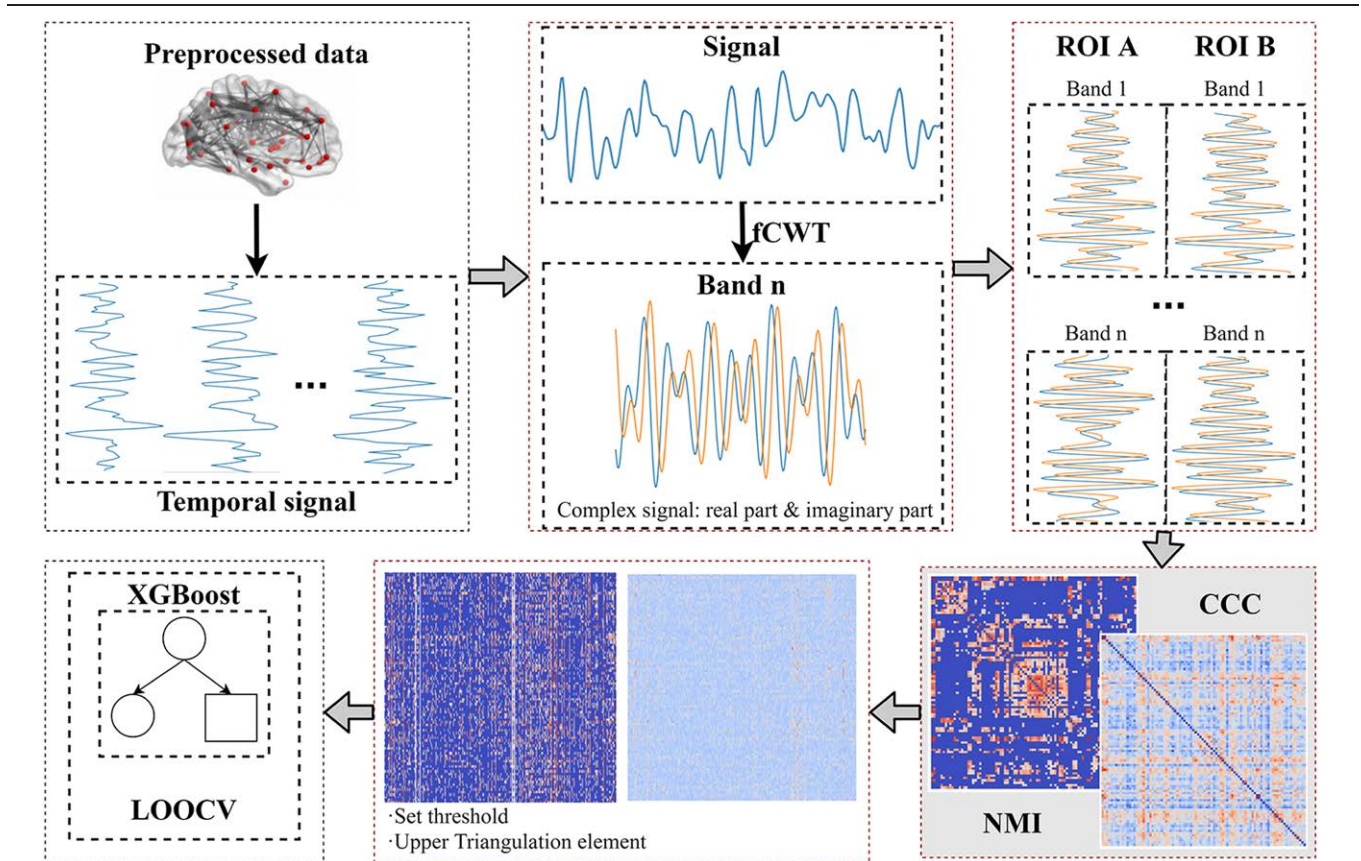 Preprocessed data
Temporal signal
Signal
fCWT
Band n
Complex signal: real part & imaginary part
ROI A ROI B
Band 1 Band 1
...
Band n Band n
CCC
NMI
·Set threshold
·Upper Triangulation element
XGBoost
LOOCV